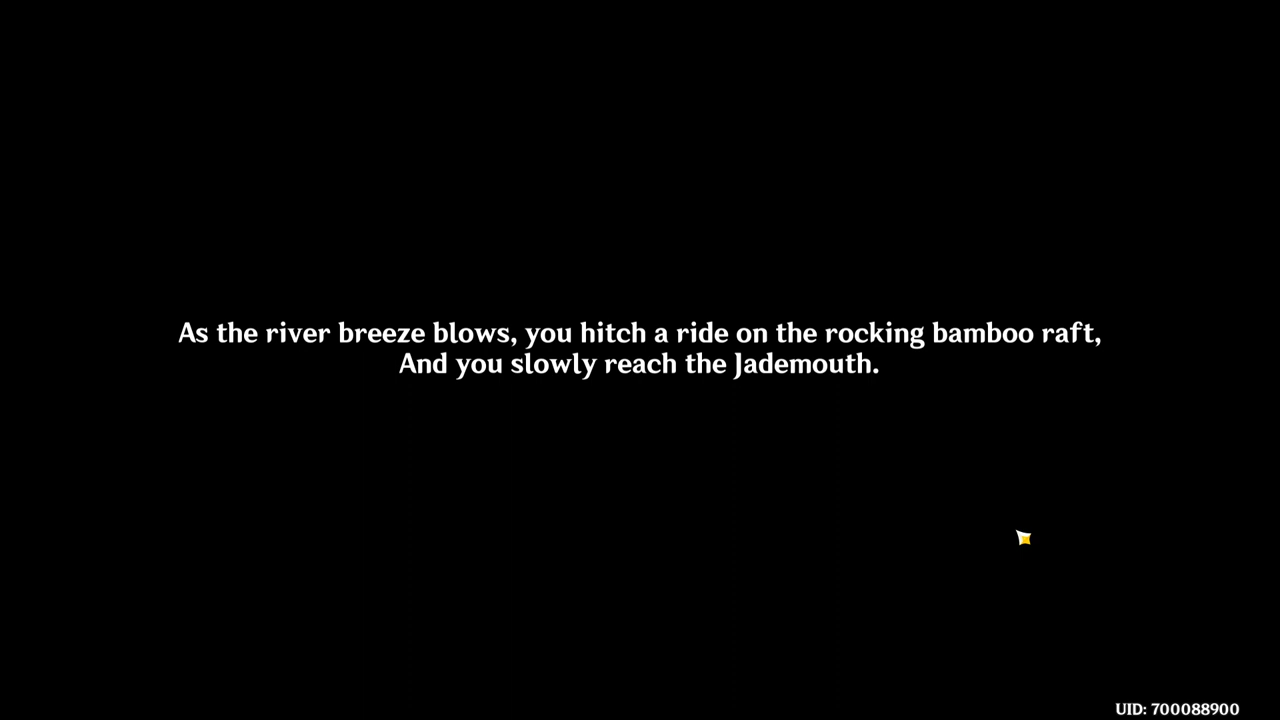 As the river breeze blows, you hitch a ride on the rocking bamboo raft,
And you slowly reach the Jademouth.
UID: 700088900